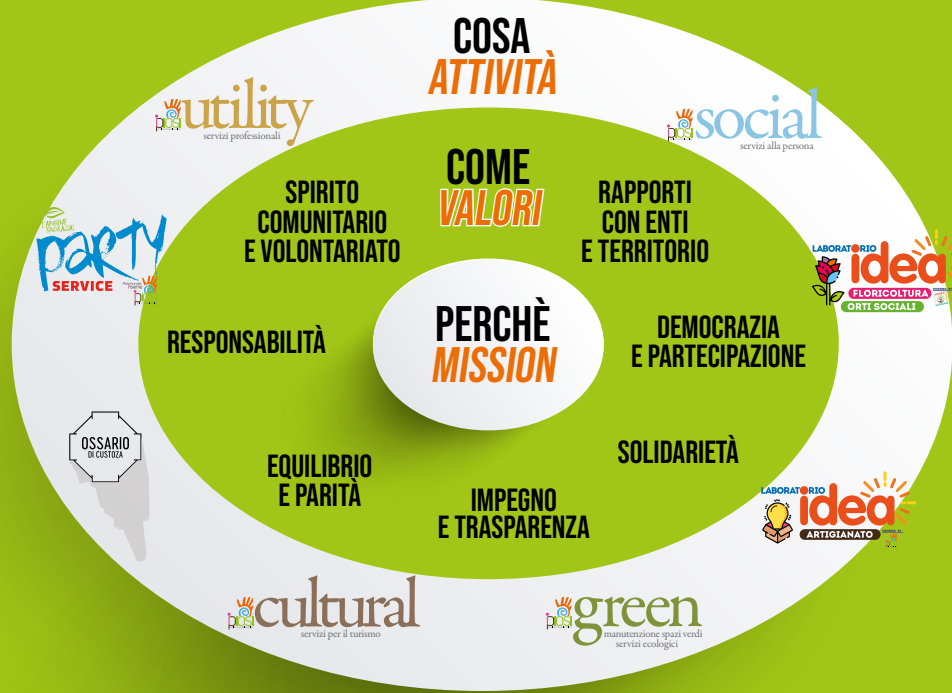 COSA
ATTIVITÀ
utility
servizi professionali
social
servizi alla persona
COME
VALORI
SPIRITO
COMUNITARIO
E VOLONTARIATO
RAPPORTI
CON ENTI
E TERRITORIO
PARTY
SERVICE
LABORATORIO
idea
FLORICOLTURA
ORTI SOCIALI
PERCHÈ
MISSION
RESPONSABILITÀ
DEMOCRAZIA
E PARTECIPAZIONE
OSSARIO
DI CUSTOZA
EQUILIBRIO
E PARITÀ
IMPEGNO
E TRASPARENZA
SOLIDARIETÀ
LABORATORIO
idea
ARTIGIANATO
cultural
servizi per il turismo
green
manutenzione spazi verdi
servizi ecologici